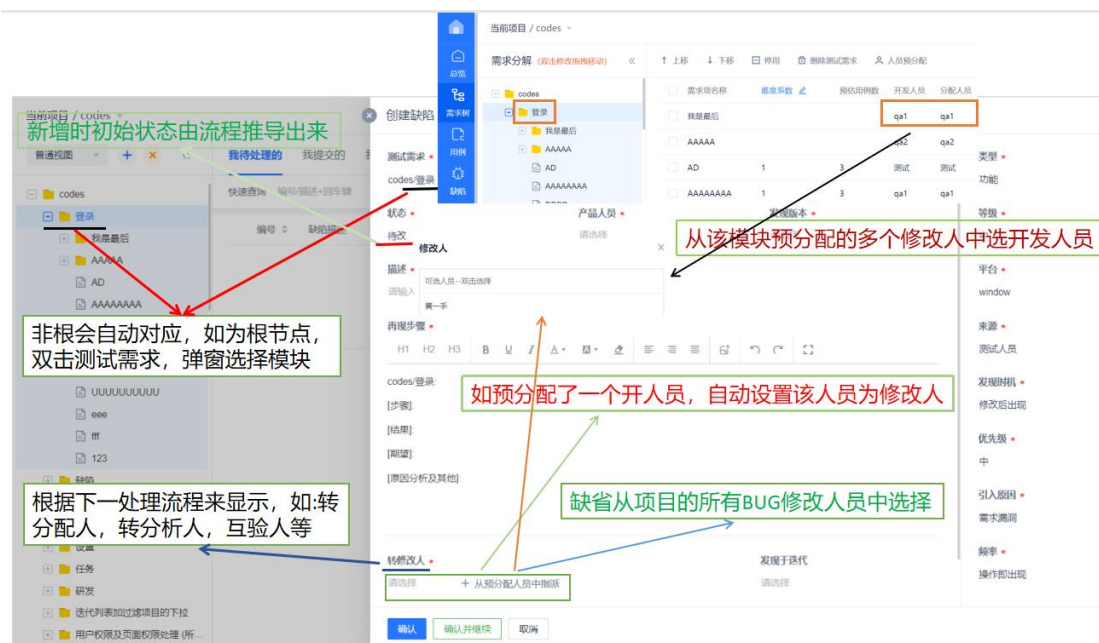 当前项目 / codes
需求分解 (双击修改拖拽移动) «
↑ 上移 ↓ 下移 停用 删除测试需求 人员预分配
总览
需求树
用例
缺陷
codes
登录
我是最后
AAAAA
AD
AAAAAAAA
需求项名称 难度系数 预估用例数 开发人员 分配人员
我是最后 qa1 qa1
AAAAA qa2 qa2
AD 1 3 测试 测试
AAAAAAAA 1 3 qa1 qa1
当前项目 / codes
新增时初始状态由流程推导出来
普通视图 + ×
我待处理的 我提交的
快速查询 编号/描述+回车键
编号 缺陷描述
codes
登录
我是最后
AAAAA
AD
AAAAAAAA
非根会自动对应，如为根节点，
双击测试需求，弹窗选择模块
UUUUUUUUUU
eee
fff
123
缺陷
根据下一处理流程来显示，如:转
分配人，转分析人，互验人等
设置
任务
研发
迭代列表加过滤项目的下拉
用户权限及页面权限处理 (所...
创建缺陷
测试需求 *
codes/登录
状态 * 产品人员 * 发现版本 *
待改 请选择
从该模块预分配的多个修改人中选开发人员
修改人 ×
可选人员--双击选择
黄一手
描述 *
请输入
再现步骤 *
H1 H2 H3 B U I A
codes/登录:
[步骤]:
[结果]:
[期望]:
[原因分析及其他]:
如预分配了一个开人员，自动设置该人员为修改人
缺省从项目的所有BUG修改人员中选择
转修改人 * 发现于迭代
请选择 + 从预分配人员中指派 请选择
确认 确认并继续 取消
类型 *
功能
等级 *
平台 *
window
来源 *
测试人员
发现时机 *
修改后出现
优先级 *
中
引入原因 *
需求漏洞
频率 *
操作即出现